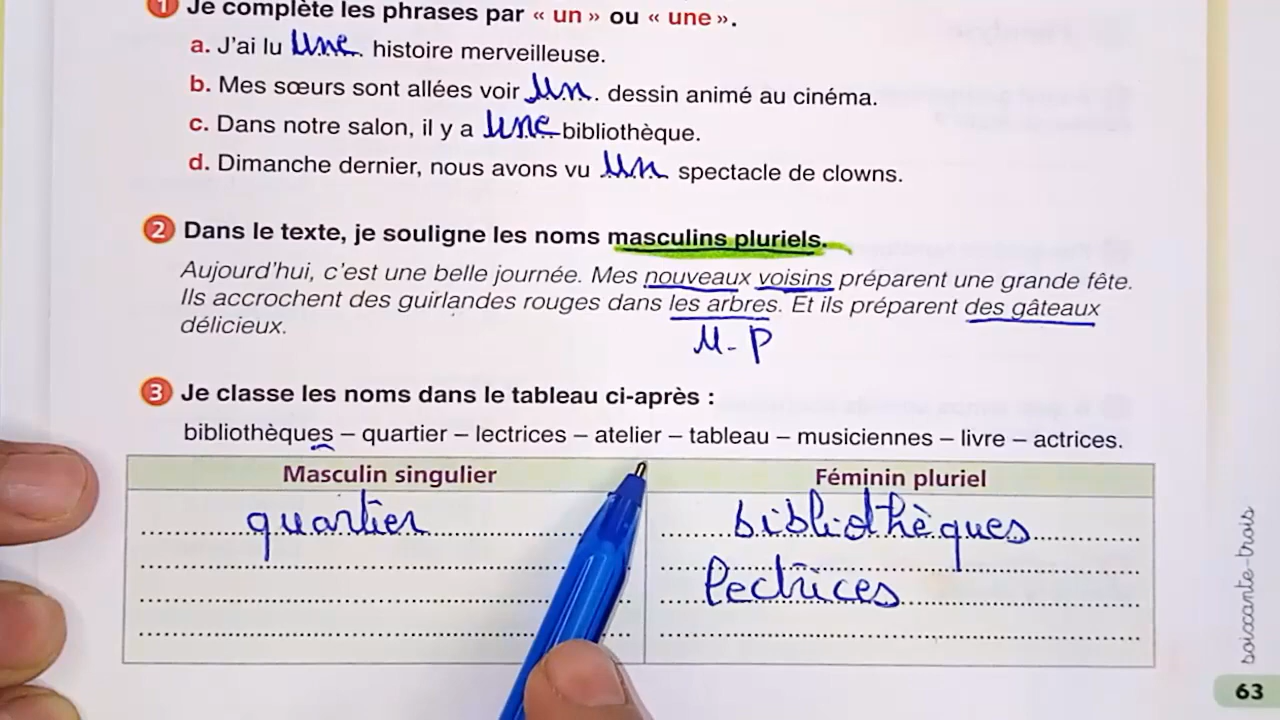 1 Je complète les phrases par « un » ou « une ».
a. J'ai lu une histoire merveilleuse.
b. Mes sœurs sont allées voir un dessin animé au cinéma.
c. Dans notre salon, il y a une bibliothèque.
d. Dimanche dernier, nous avons vu un spectacle de clowns.
2 Dans le texte, je souligne les noms masculins pluriels.
Aujourd'hui, c'est une belle journée. Mes nouveaux voisins préparent une grande fête.
Ils accrochent des guirlandes rouges dans les arbres. Et ils préparent des gâteaux
délicieux.
M-P
3 Je classe les noms dans le tableau ci-après :
bibliothèques – quartier – lectrices – atelier – tableau – musiciennes – livre – actrices.
Masculin singulier Féminin pluriel
quartier bibliothèques
lectrices
soixante-trois
63